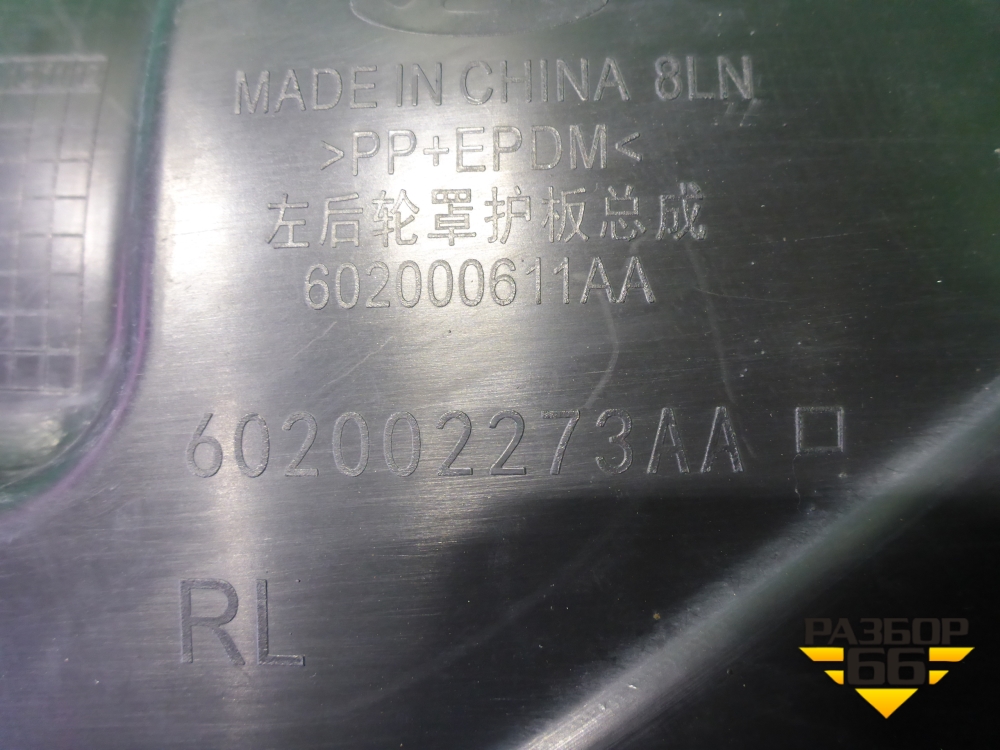 MADE IN CHINA 8LN
>PP+EPDM<
左后轮罩护板总成
602000611AA
602002273AA
RL
РАЗБОР
66